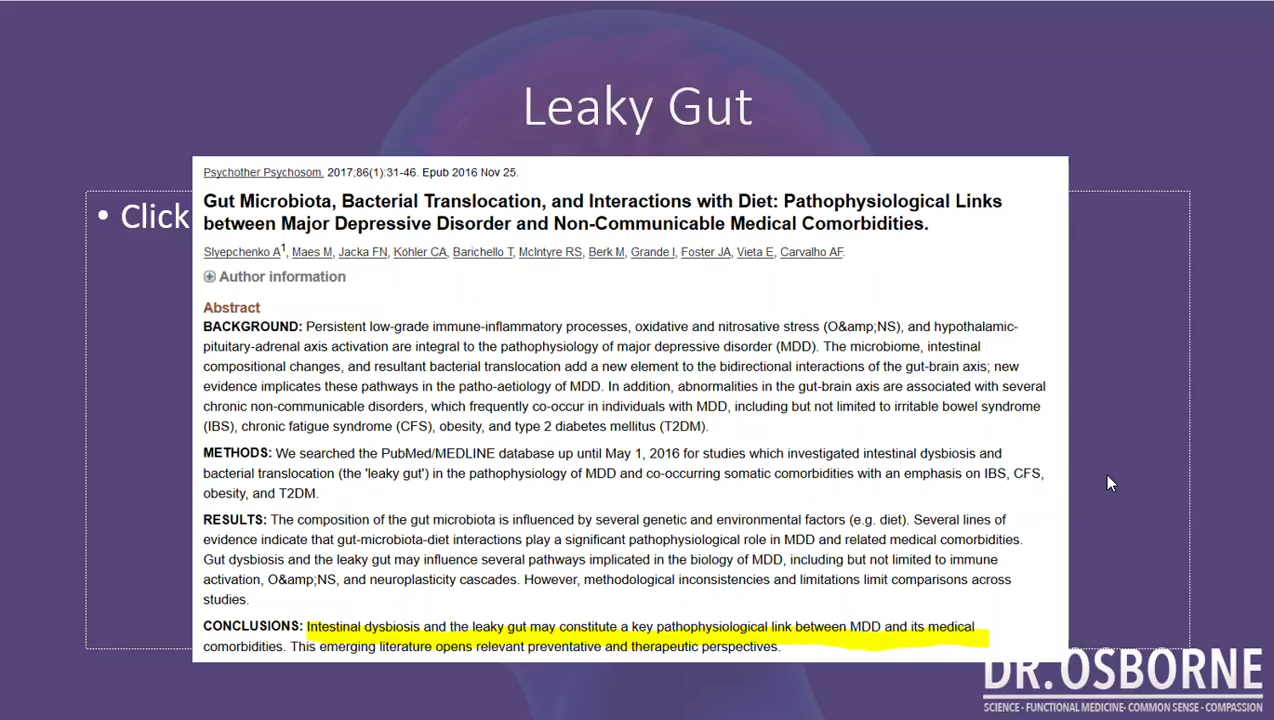 Leaky Gut
• Click
Psychother Psychosom. 2017;86(1):31-46. Epub 2016 Nov 25.
Gut Microbiota, Bacterial Translocation, and Interactions with Diet: Pathophysiological Links
between Major Depressive Disorder and Non-Communicable Medical Comorbidities.
Slyepchenko A1, Maes M, Jacka FN, Köhler CA, Barichello T, McIntyre RS, Berk M, Grande I, Foster JA, Vieta E, Carvalho AF.
Author information
Abstract
BACKGROUND: Persistent low-grade immune-inflammatory processes, oxidative and nitrosative stress (O&amp;NS), and hypothalamic-
pituitary-adrenal axis activation are integral to the pathophysiology of major depressive disorder (MDD). The microbiome, intestinal
compositional changes, and resultant bacterial translocation add a new element to the bidirectional interactions of the gut-brain axis; new
evidence implicates these pathways in the patho-aetiology of MDD. In addition, abnormalities in the gut-brain axis are associated with several
chronic non-communicable disorders, which frequently co-occur in individuals with MDD, including but not limited to irritable bowel syndrome
(IBS), chronic fatigue syndrome (CFS), obesity, and type 2 diabetes mellitus (T2DM).
METHODS: We searched the PubMed/MEDLINE database up until May 1, 2016 for studies which investigated intestinal dysbiosis and
bacterial translocation (the 'leaky gut') in the pathophysiology of MDD and co-occurring somatic comorbidities with an emphasis on IBS, CFS,
obesity, and T2DM.
RESULTS: The composition of the gut microbiota is influenced by several genetic and environmental factors (e.g. diet). Several lines of
evidence indicate that gut-microbiota-diet interactions play a significant pathophysiological role in MDD and related medical comorbidities.
Gut dysbiosis and the leaky gut may influence several pathways implicated in the biology of MDD, including but not limited to immune
activation, O&amp;NS, and neuroplasticity cascades. However, methodological inconsistencies and limitations limit comparisons across
studies.
CONCLUSIONS: Intestinal dysbiosis and the leaky gut may constitute a key pathophysiological link between MDD and its medical
comorbidities. This emerging literature opens relevant preventative and therapeutic perspectives.
DR. OSBORNE
SCIENCE - FUNCTIONAL MEDICINE- COMMON SENSE - COMPASSION